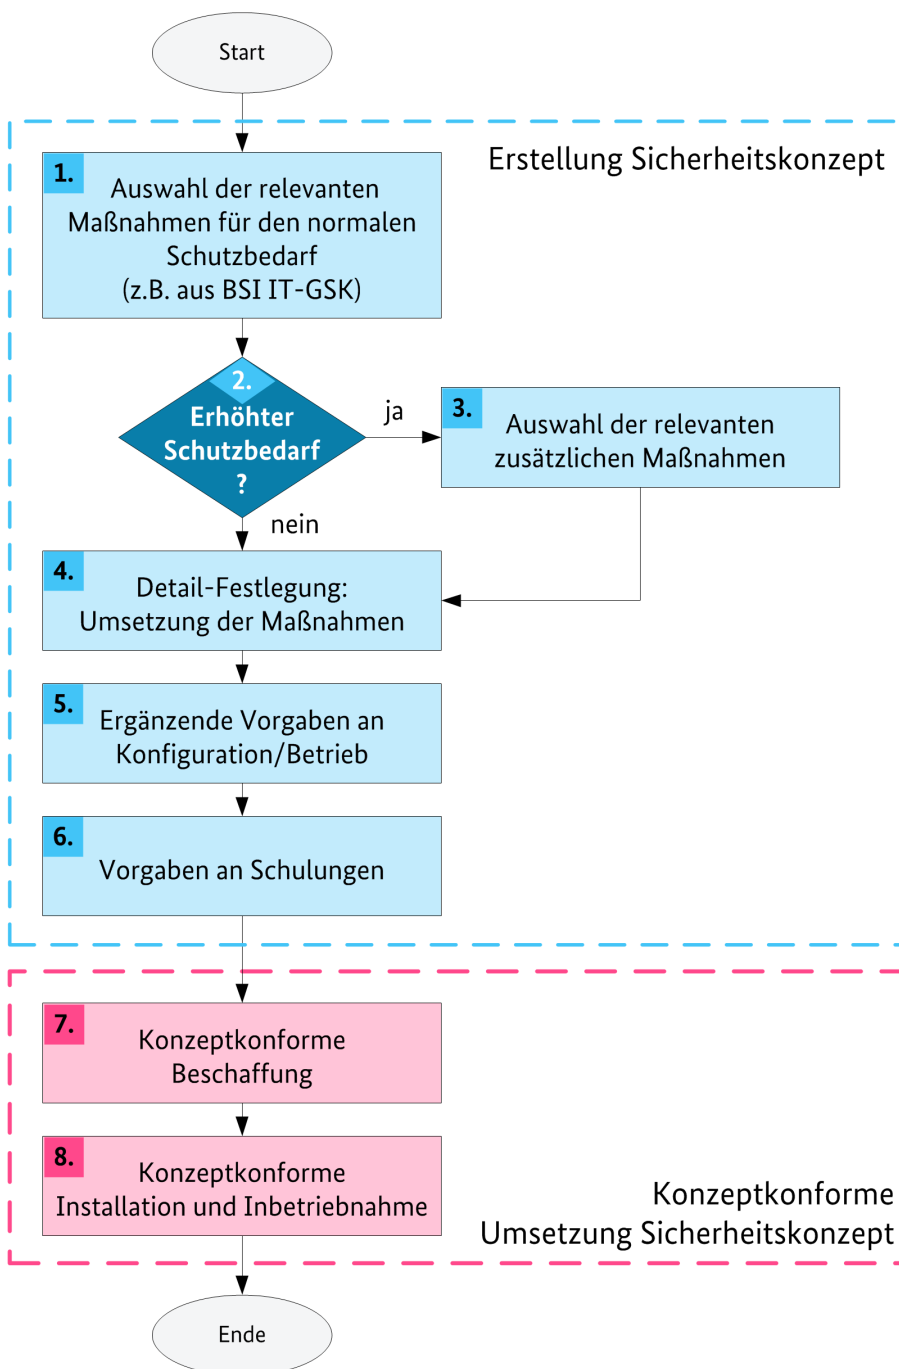 Start
Erstellung Sicherheitskonzept
1.
Auswahl der relevanten
Maßnahmen für den normalen
Schutzbedarf
(z.B. aus BSI IT-GSK)
2.
Erhöhter
Schutzbedarf
?
ja
3.
Auswahl der relevanten
zusätzlichen Maßnahmen
nein
4.
Detail-Festlegung:
Umsetzung der Maßnahmen
5.
Ergänzende Vorgaben an
Konfiguration/Betrieb
6.
Vorgaben an Schulungen
7.
Konzeptkonforme
Beschaffung
8.
Konzeptkonforme
Installation und Inbetriebnahme
Konzeptkonforme
Umsetzung Sicherheitskonzept
Ende